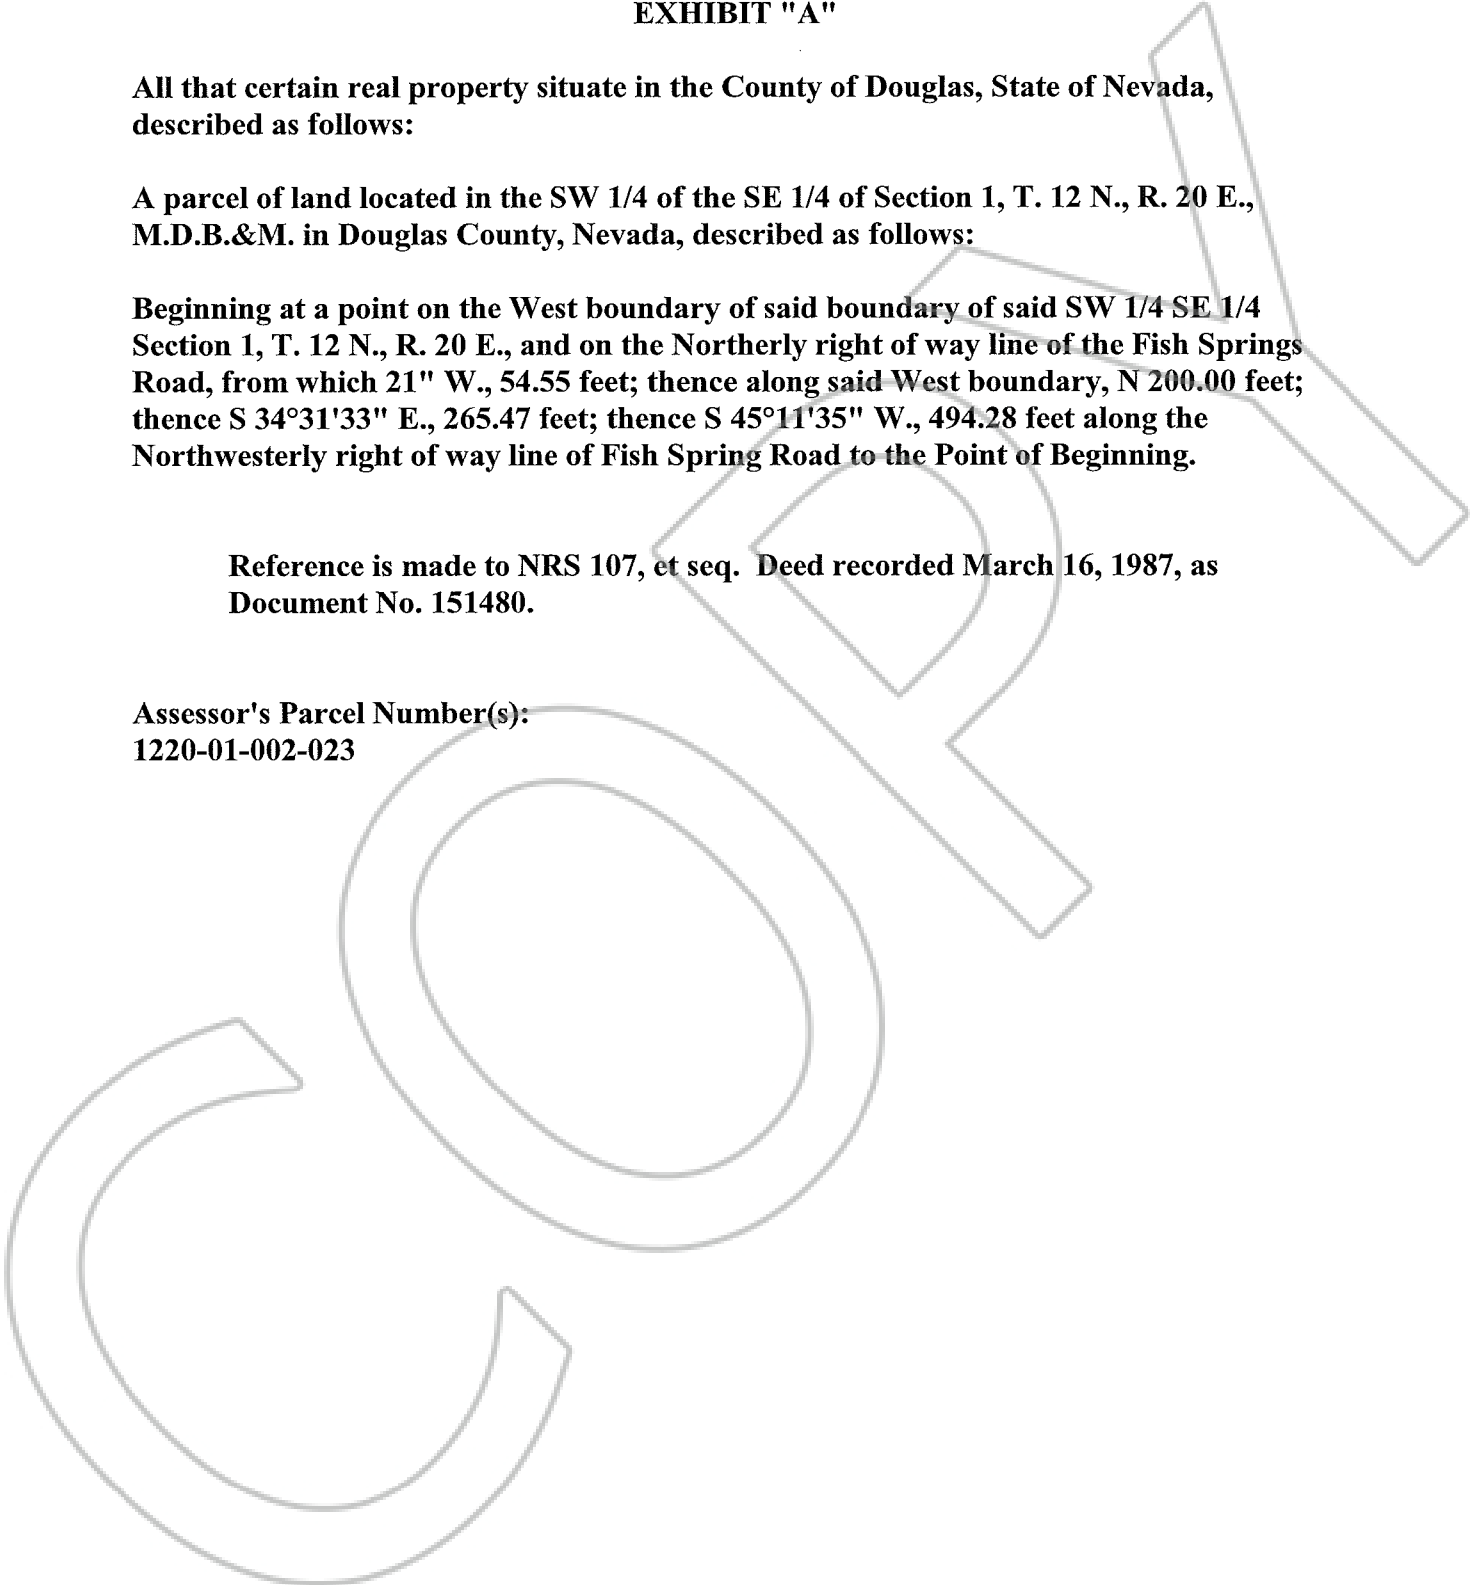 EXHIBIT "A"
All that certain real property situate in the County of Douglas, State of Nevada,
described as follows:
A parcel of land located in the SW 1/4 of the SE 1/4 of Section 1, T. 12 N., R. 20 E.,
M.D.B.&M. in Douglas County, Nevada, described as follows:
Beginning at a point on the West boundary of said boundary of said SW 1/4 SE 1/4
Section 1, T. 12 N., R. 20 E., and on the Northerly right of way line of the Fish Springs
Road, from which 21" W., 54.55 feet; thence along said West boundary, N 200.00 feet;
thence S 34°31'33" E., 265.47 feet; thence S 45°11'35" W., 494.28 feet along the
Northwesterly right of way line of Fish Spring Road to the Point of Beginning.
Reference is made to NRS 107, et seq.  Deed recorded March 16, 1987, as
Document No. 151480.
Assessor's Parcel Number(s):
1220-01-002-023
COPY